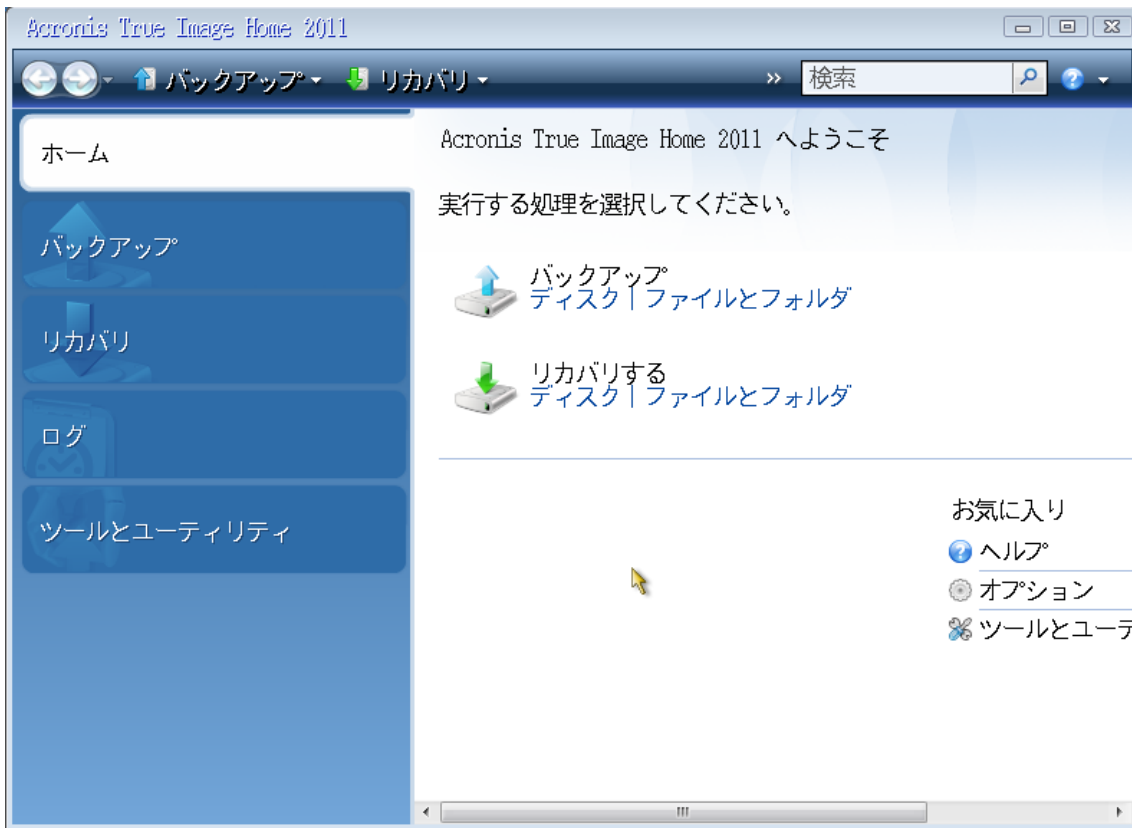 Acronis True Image Home 2011
バックアップ リカバリ » 検索
ホーム
バックアップ
リカバリ
ログ
ツールとユーティリティ
Acronis True Image Home 2011 へようこそ
実行する処理を選択してください。
バックアップ
ディスク | ファイルとフォルダ
リカバリする
ディスク | ファイルとフォルダ
お気に入り
ヘルプ
オプション
ツールとユーテ